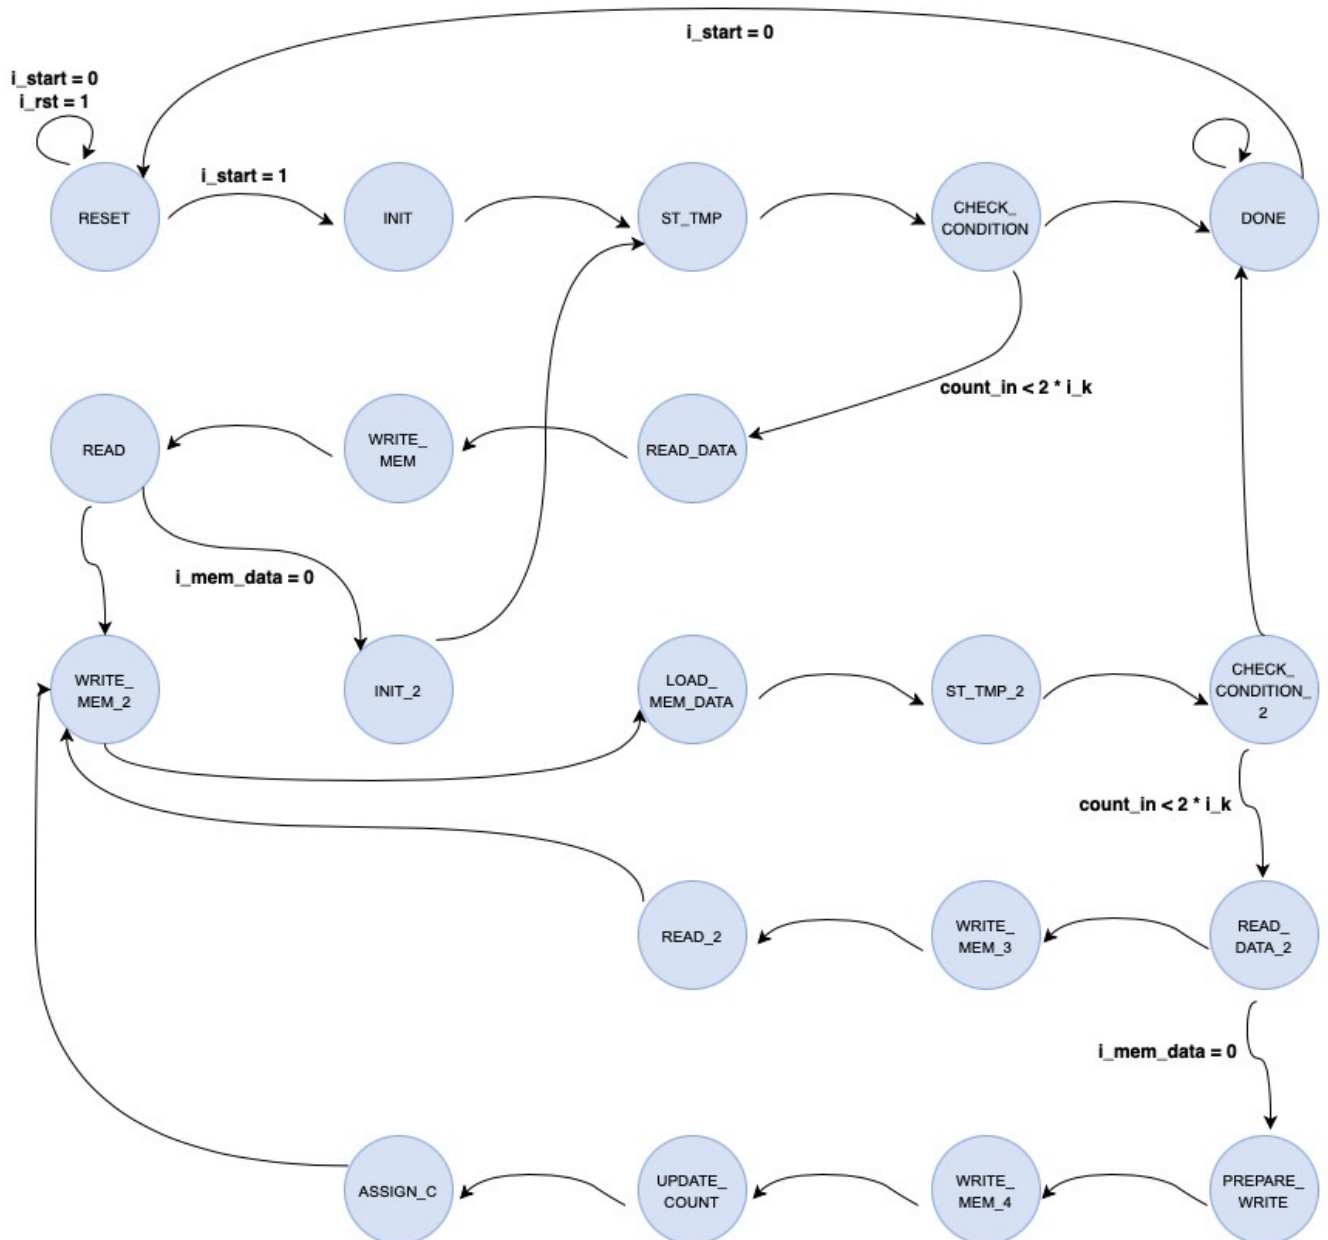 i_start = 0
i_start = 0
i_rst = 1
i_start = 1
RESET
INIT
ST_TMP
CHECK_
CONDITION
DONE
count_in < 2 * i_k
READ
WRITE_
MEM
READ_DATA
i_mem_data = 0
WRITE_
MEM_2
INIT_2
LOAD_
MEM_DATA
ST_TMP_2
CHECK_
CONDITION_
2
count_in < 2 * i_k
READ_2
WRITE_
MEM_3
READ_
DATA_2
i_mem_data = 0
ASSIGN_C
UPDATE_
COUNT
WRITE_
MEM_4
PREPARE_
WRITE